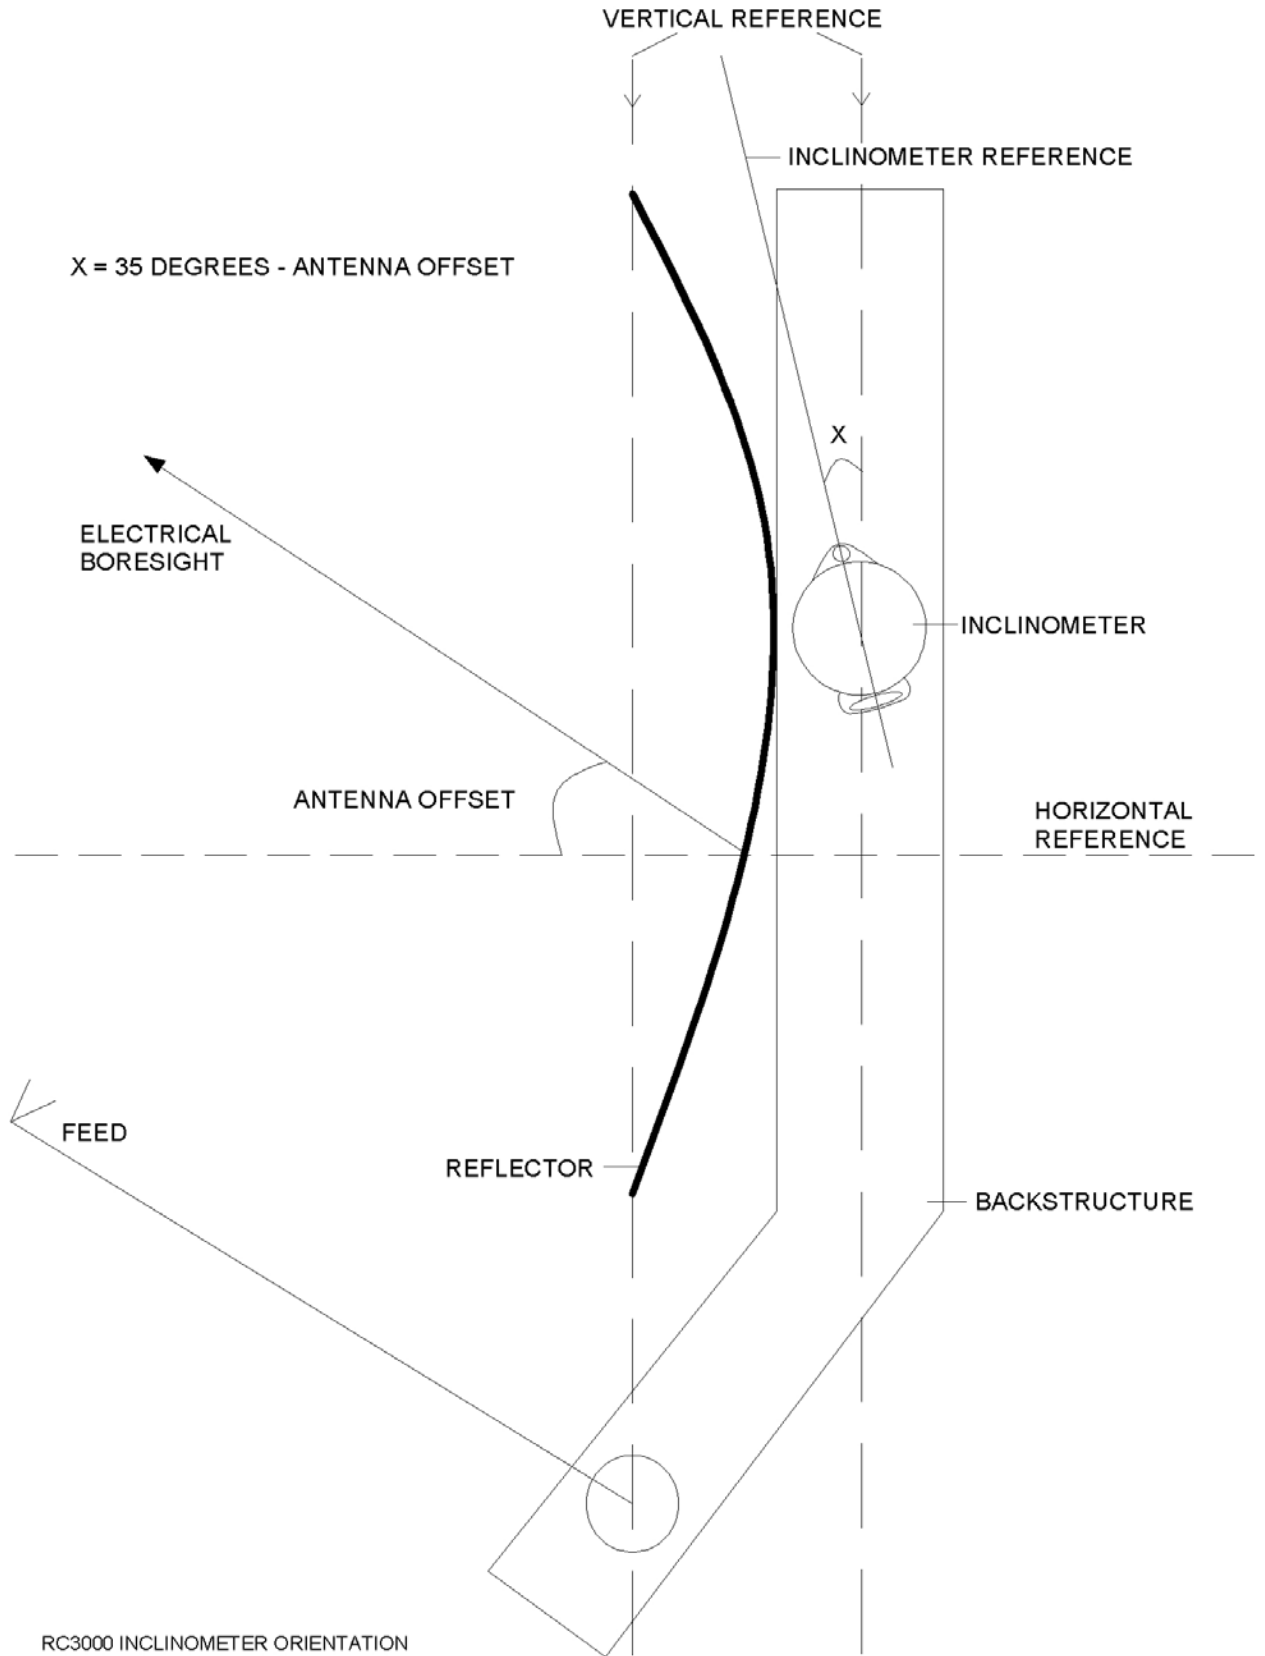 VERTICAL REFERENCE
INCLINOMETER REFERENCE
X = 35 DEGREES - ANTENNA OFFSET
X
ELECTRICAL
BORESIGHT
INCLINOMETER
ANTENNA OFFSET
HORIZONTAL
REFERENCE
FEED
REFLECTOR
BACKSTRUCTURE
RC3000 INCLINOMETER ORIENTATION